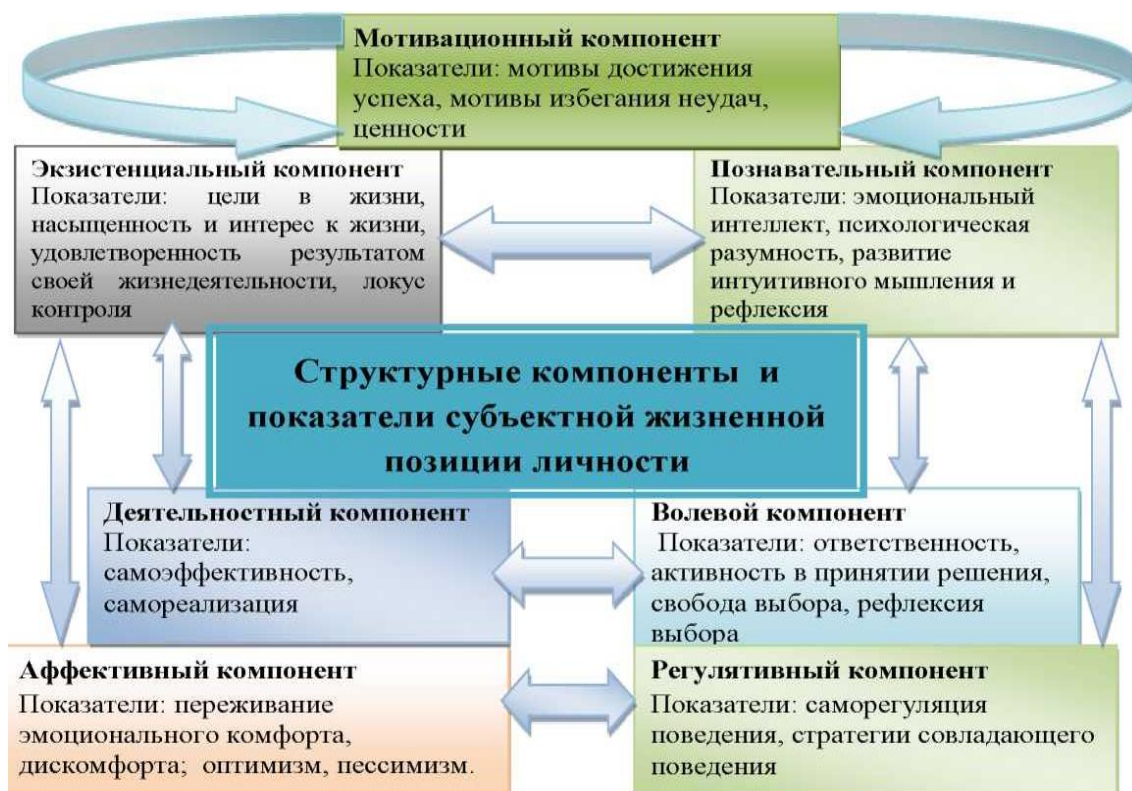 Мотивационный компонент
Показатели: мотивы достижения
успеха, мотивы избегания неудач,
ценности
Экзистенциальный компонент
Показатели: цели в жизни,
насыщенность и интерес к жизни,
удовлетворенность результатом
своей жизнедеятельности, локус
контроля
Познавательный компонент
Показатели: эмоциональный
интеллект, психологическая
разумность, развитие
интуитивного мышления и
рефлексия
Структурные компоненты и
показатели субъектной жизненной
позиции личности
Деятельностный компонент
Показатели:
самоэффективность,
самореализация
Волевой компонент
Показатели: ответственность,
активность в принятии решения,
свобода выбора, рефлексия
выбора
Аффективный компонент
Показатели: переживание
эмоционального комфорта,
дискомфорта; оптимизм, пессимизм.
Регулятивный компонент
Показатели: саморегуляция
поведения, стратегии совладающего
поведения